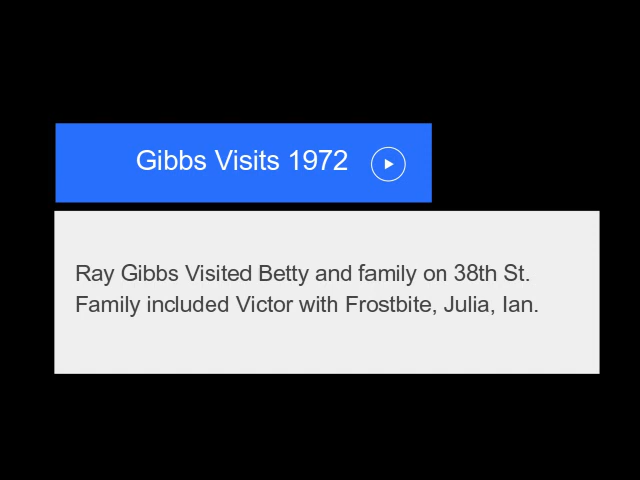 Gibbs Visits 1972
Ray Gibbs Visited Betty and family on 38th St.
Family included Victor with Frostbite, Julia, Ian.